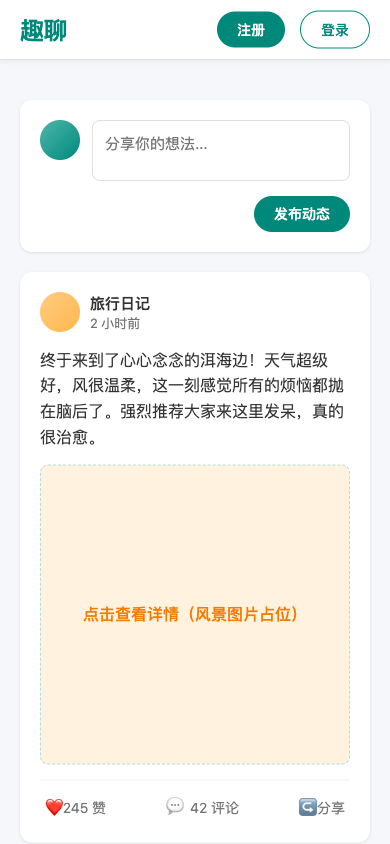 趣聊
注册
登录
分享你的想法...
发布动态
旅行日记
2 小时前
终于来到了心心念念的洱海边！天气超级
好，风很温柔，这一刻感觉所有的烦恼都抛
在脑后了。强烈推荐大家来这里发呆，真的
很治愈。
点击查看详情（风景图片占位）
❤️245 赞
💬 42 评论
↪️分享